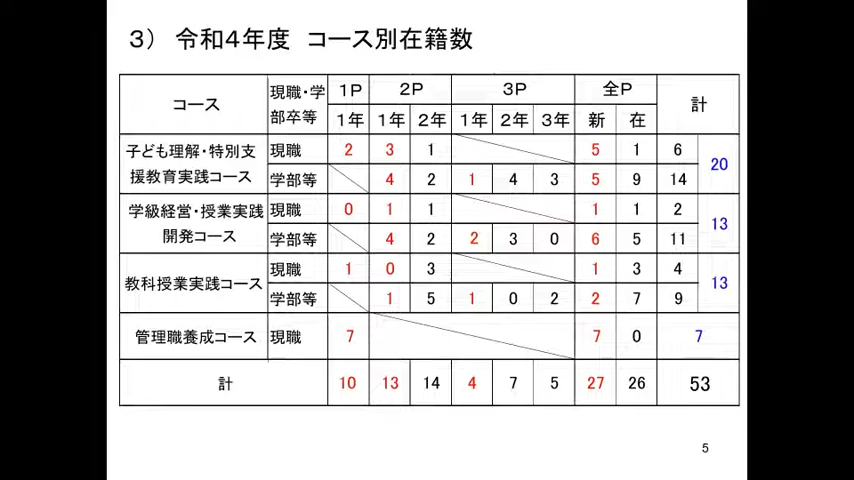 ３） 令和４年度　コース別在籍数
コース 現職・学部卒等 １Ｐ ２Ｐ ３Ｐ 全Ｐ 計
１年 １年 ２年 １年 ２年 ３年 新 在
子ども理解・特別支援教育実践コース 現職 2 3 1 5 1 6 20
学部等 4 2 1 4 3 5 9 14
学級経営・授業実践開発コース 現職 0 1 1 1 1 2 13
学部等 4 2 2 3 0 6 5 11
教科授業実践コース 現職 1 0 3 1 3 4 13
学部等 1 5 1 0 2 2 7 9
管理職養成コース 現職 7 7 0 7
計 10 13 14 4 7 5 27 26 53
5